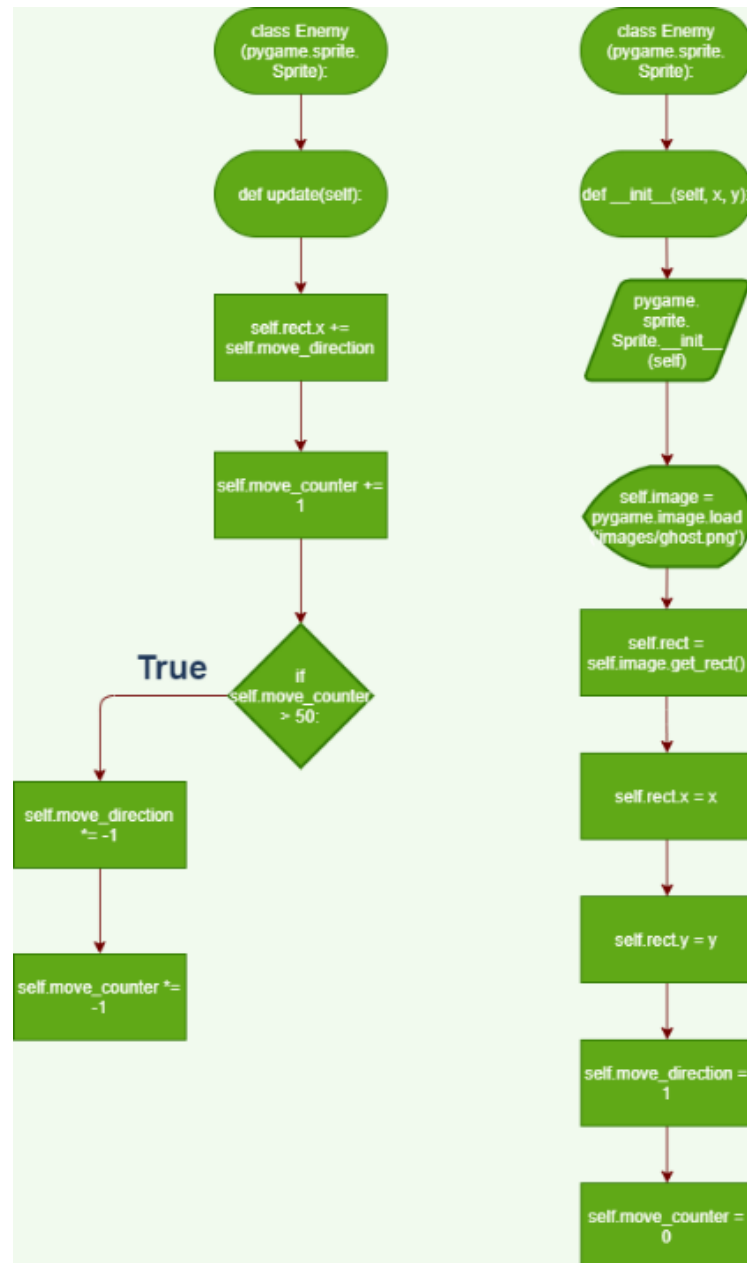 class Enemy
(pygame.sprite.
Sprite):
def update(self):
self.rect.x +=
self.move_direction
self.move_counter +=
1
if
self.move_counter
> 50:
True
self.move_direction
*= -1
self.move_counter *=
-1
class Enemy
(pygame.sprite.
Sprite):
def __init__(self, x, y):
pygame.
sprite.
Sprite.__init__
(self)
self.image =
pygame.image.load
('images/ghost.png')
self.rect =
self.image.get_rect()
self.rect.x = x
self.rect.y = y
self.move_direction =
1
self.move_counter =
0